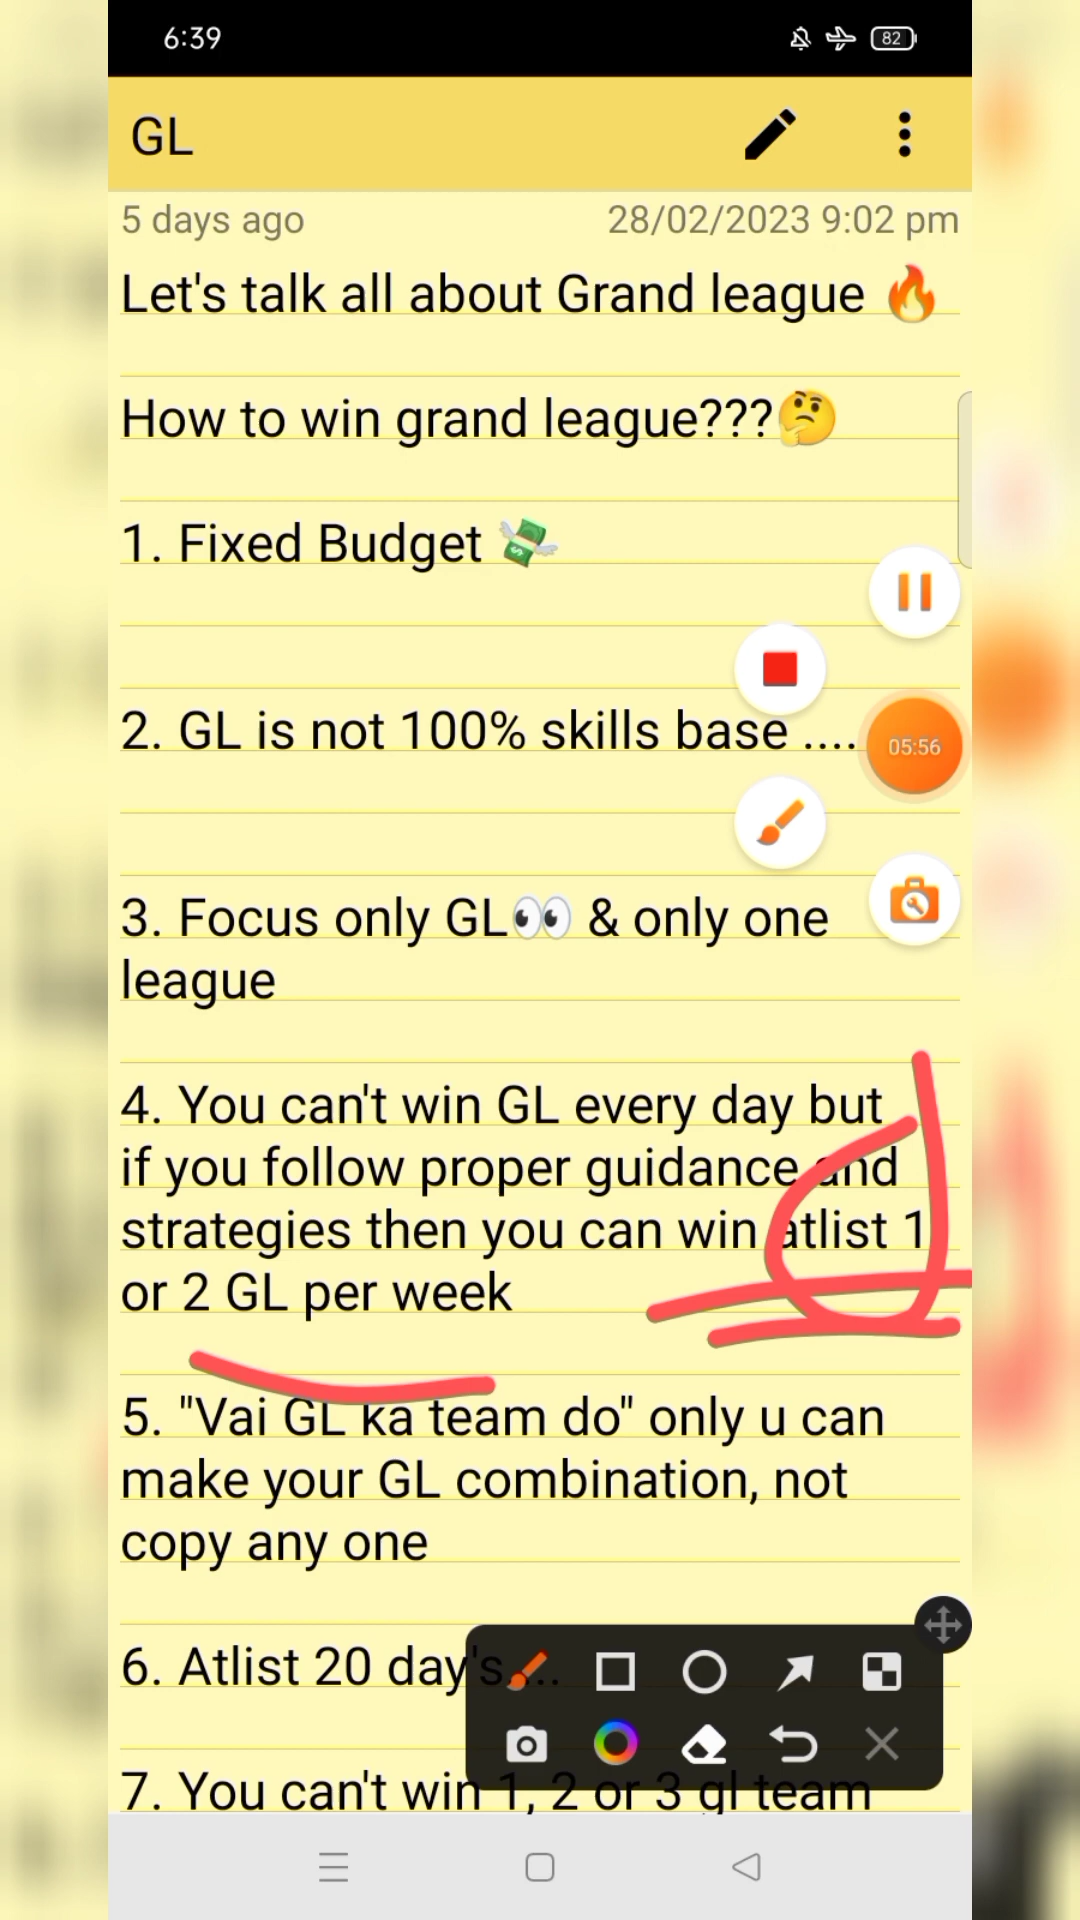 6:39
82
GL
5 days ago
28/02/2023 9:02 pm
Let's talk all about Grand league 🔥
How to win grand league???🤔
1. Fixed Budget 💸
2. GL is not 100% skills base ....
05:56
3. Focus only GL👀 & only one
league
4. You can't win GL every day but
if you follow proper guidance and
strategies then you can win atlist 1
or 2 GL per week
5. "Vai GL ka team do" only u can
make your GL combination, not
copy any one
6. Atlist 20 day's....
7. You can't win 1, 2 or 3 gl team